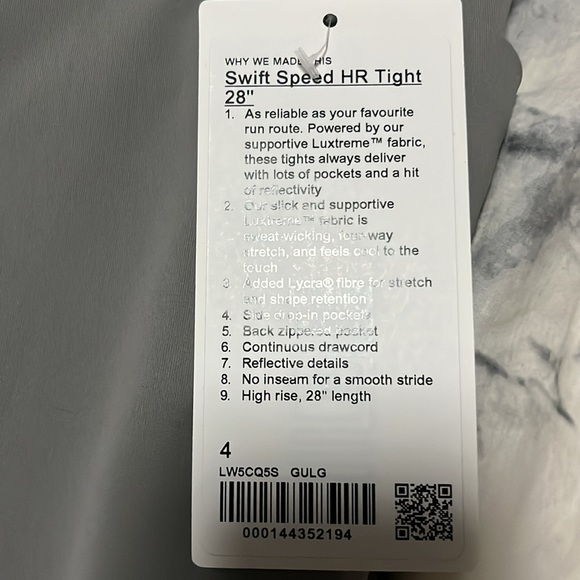 WHY WE MADE THIS
Swift Speed HR Tight
28"
1. As reliable as your favourite
run route. Powered by our
supportive Luxtreme™ fabric,
these tights always deliver
with lots of pockets and a hit
of reflectivity
2. Our slick and supportive
Luxtreme™ fabric is
sweat-wicking, four-way
stretch, and feels cool to the
touch
3. Added Lycra® fibre for stretch
and shape retention
4. Side drop-in pockets
5. Back zippered pocket
6. Continuous drawcord
7. Reflective details
8. No inseam for a smooth stride
9. High rise, 28" length
4
LW5CQ5S GULG
000144352194